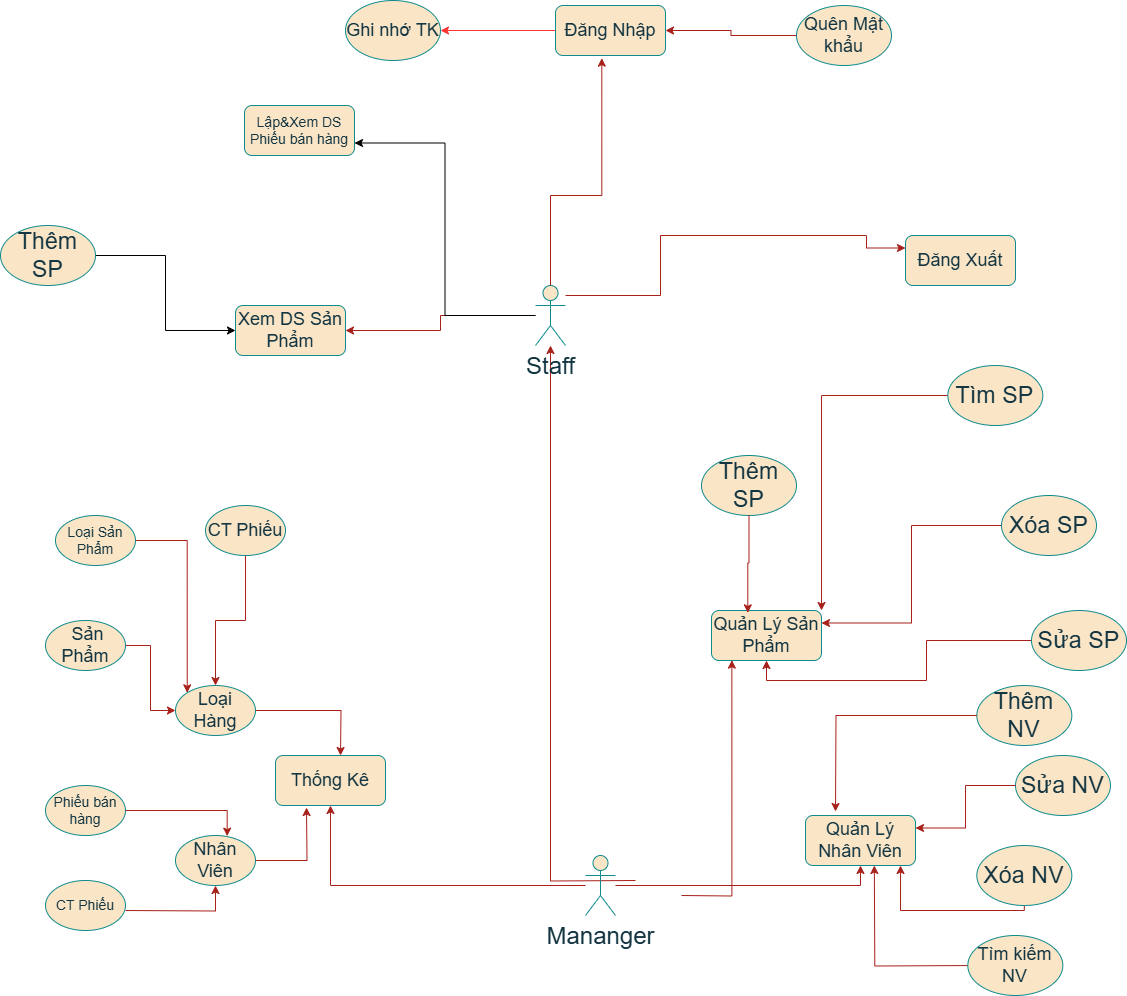 Ghi nhớ TK
Đăng Nhập
Quên Mật
khẩu
Lập&Xem DS
Phiếu bán hàng
Thêm
SP
Đăng Xuất
Xem DS Sản
Phẩm
Staff
Tìm SP
Thêm
SP
Xóa SP
Loại Sản
Phẩm
CT Phiếu
Quản Lý Sản
Phẩm
Sửa SP
Sản
Phẩm
Loại
Hàng
Thêm
NV
Thống Kê
Sửa NV
Phiếu bán
hàng
Quản Lý
Nhân Viên
Nhân
Viên
Xóa NV
CT Phiếu
Mananger
Tìm kiếm
NV